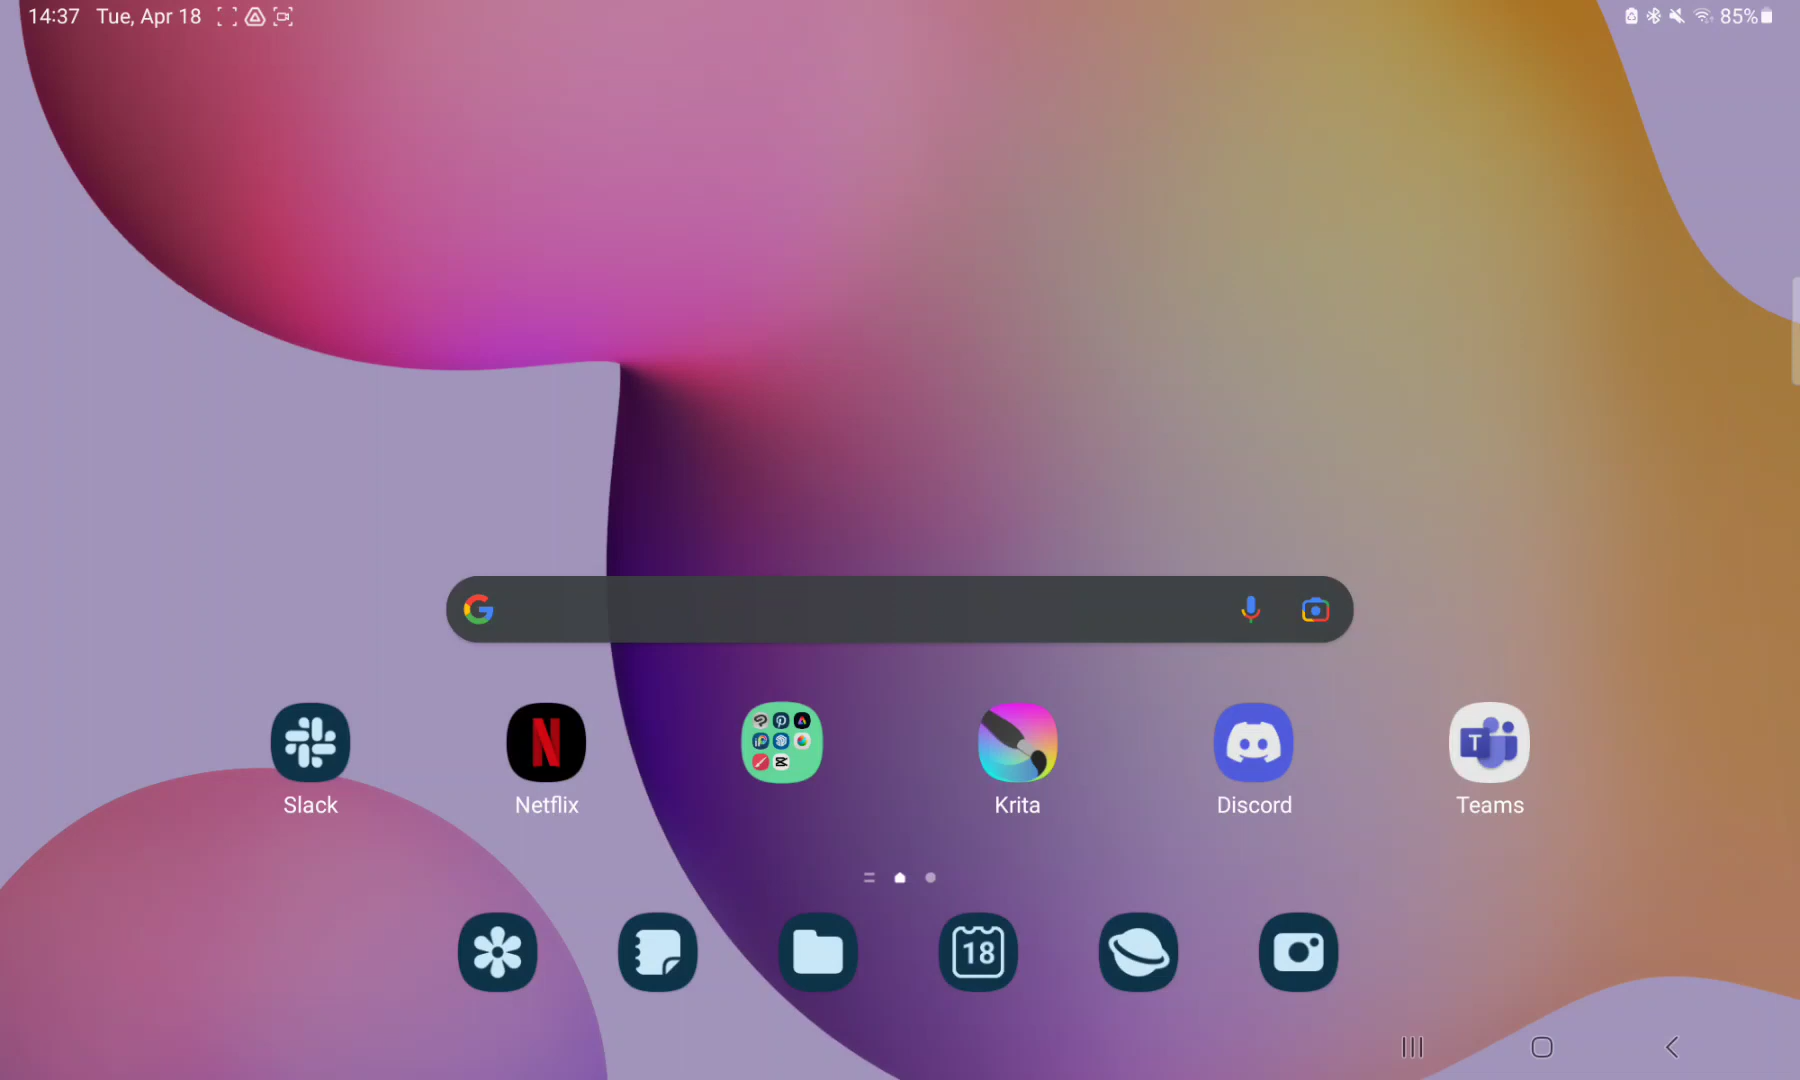 14:37 Tue, Apr 18
85%
Slack
Netflix
Krita
Discord
Teams
18